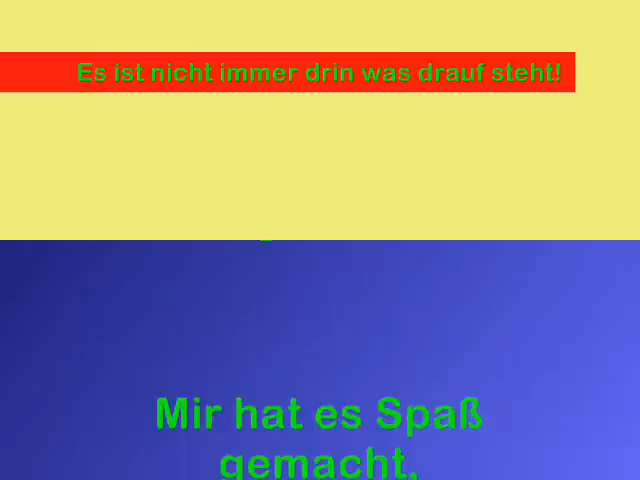 Es ist nicht immer drin was drauf steht!
Mir hat es Spaß
gemacht,